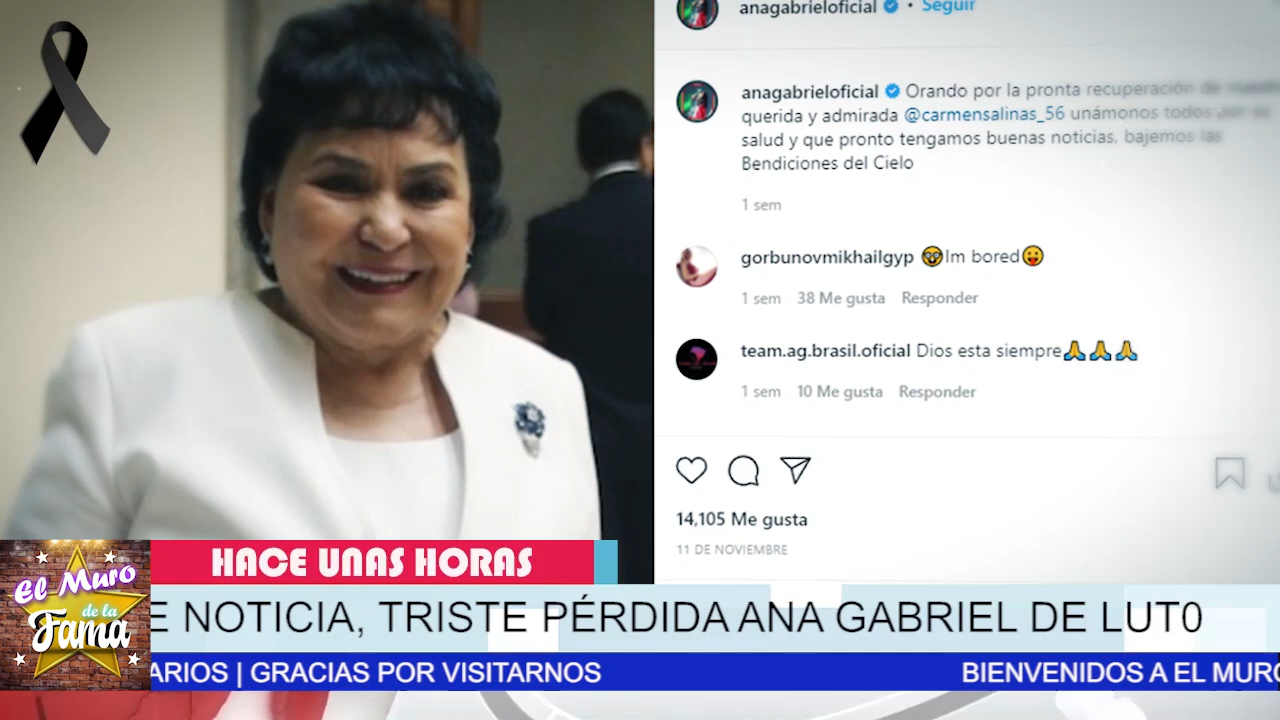 anagabrieloficial • Seguir
anagabrieloficial Orando por la pronta recuperación de nuestra
querida y admirada @carmensalinas_56 unámonos todos por su
salud y que pronto tengamos buenas noticias, bajemos las
Bendiciones del Cielo
1 sem
gorbunovmikhailgyp 🤓Im bored😛
1 sem 38 Me gusta Responder
team.ag.brasil.oficial Dios esta siempre🙏🙏🙏
1 sem 10 Me gusta Responder
14,105 Me gusta
11 DE NOVIEMBRE
HACE UNAS HORAS
El Muro
de la
Fama
E NOTICIA, TRISTE PÉRDIDA ANA GABRIEL DE LUT0
ARIOS | GRACIAS POR VISITARNOS BIENVENIDOS A EL MURO